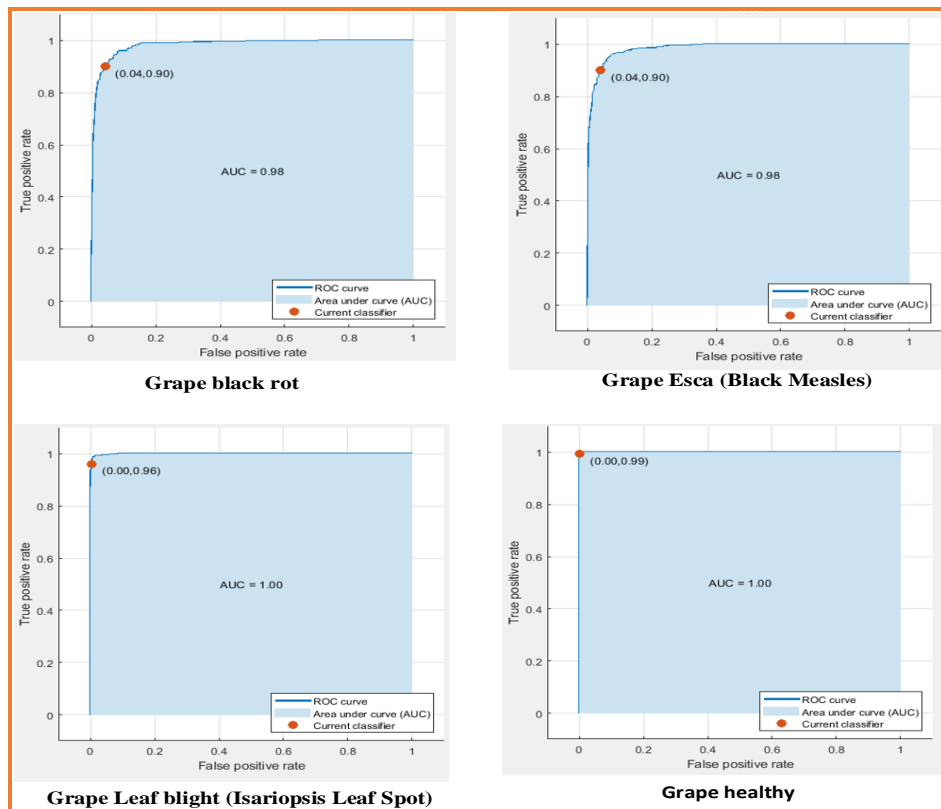 1
0.8
0.6
0.4
0.2
0
True positive rate
(0.04,0.90)
AUC = 0.98
ROC curve
Area under curve (AUC)
Current classifier
0 0.2 0.4 0.6 0.8 1
False positive rate
Grape black rot
1
0.8
0.6
0.4
0.2
0
True positive rate
(0.04,0.90)
AUC = 0.98
ROC curve
Area under curve (AUC)
Current classifier
0 0.2 0.4 0.6 0.8 1
False positive rate
Grape Esca (Black Measles)
1
0.8
0.6
0.4
0.2
0
True positive rate
(0.00,0.96)
AUC = 1.00
ROC curve
Area under curve (AUC)
Current classifier
0 0.2 0.4 0.6 0.8 1
False positive rate
Grape Leaf blight (Isariopsis Leaf Spot)
1
0.8
0.6
0.4
0.2
0
True positive rate
(0.00,0.99)
AUC = 1.00
ROC curve
Area under curve (AUC)
Current classifier
0 0.2 0.4 0.6 0.8 1
False positive rate
Grape healthy